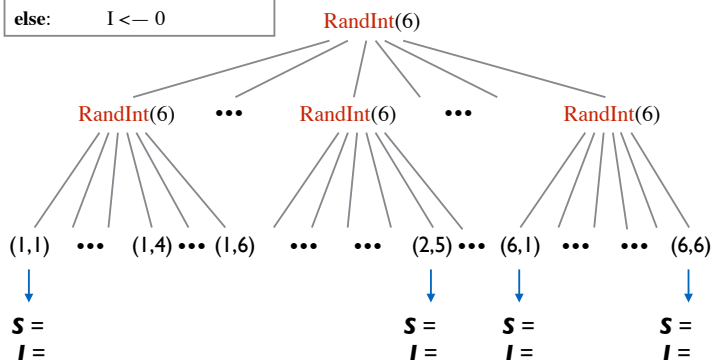 else: I <— 0
RandInt(6)
RandInt(6) ••• RandInt(6) ••• RandInt(6)
(1,1) ••• (1,4) ••• (1,6) ••• ••• (2,5) ••• (6,1) ••• ••• (6,6)
S = S = S = S =
I = I = I = I =